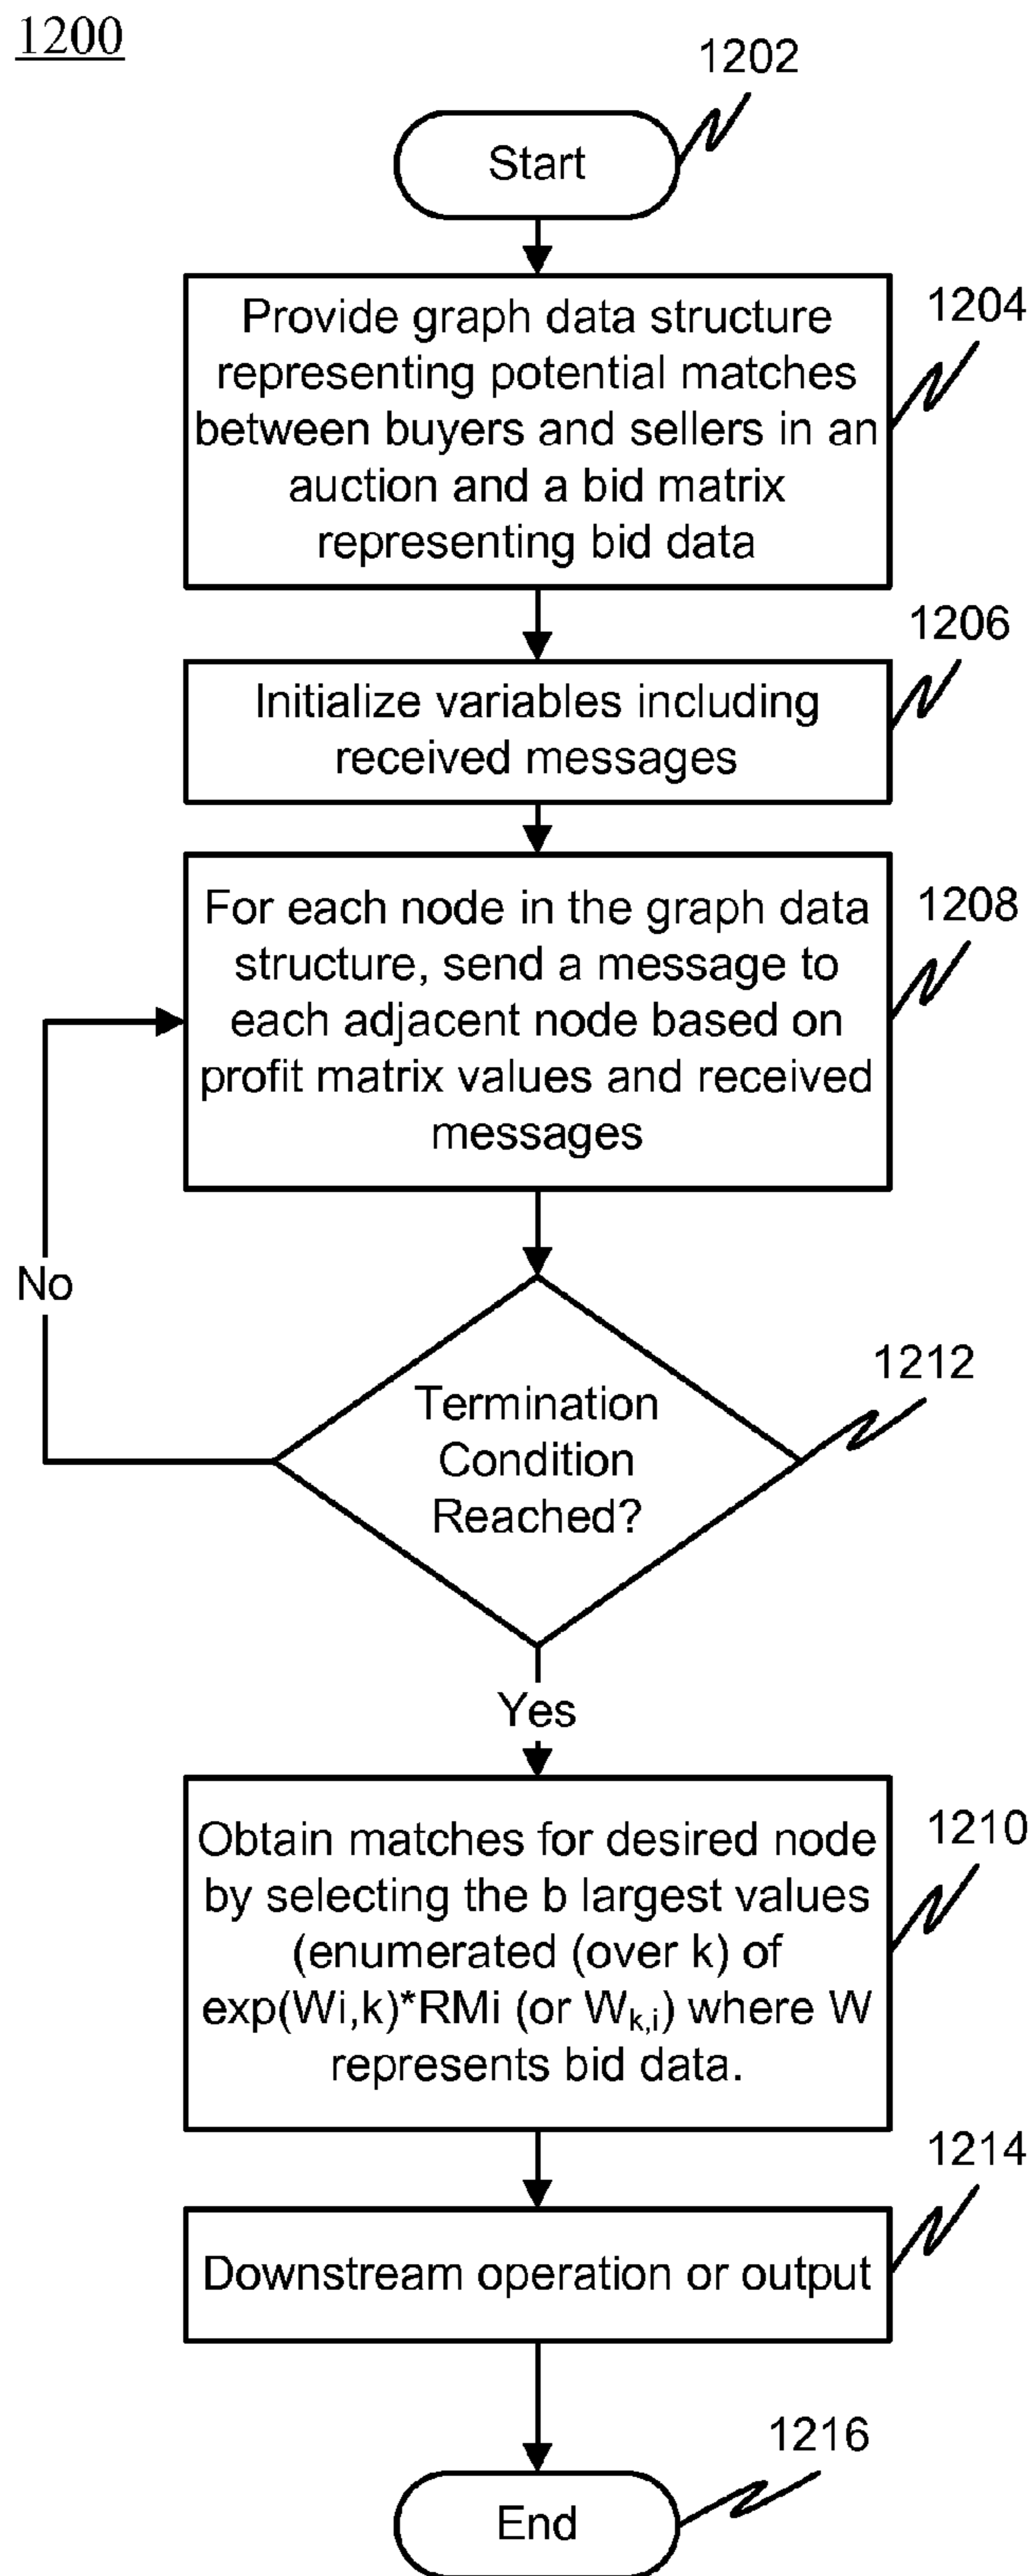 1200
1202
Start
1204
Provide graph data structure
representing potential matches
between buyers and sellers in an
auction and a bid matrix
representing bid data
1206
Initialize variables including
received messages
1208
For each node in the graph data
structure, send a message to
each adjacent node based on
profit matrix values and received
messages
No
1212
Termination
Condition
Reached?
Yes
1210
Obtain matches for desired node
by selecting the b largest values
(enumerated (over k) of
exp(Wi,k)*RMi (or Wk,i) where W
represents bid data.
1214
Downstream operation or output
1216
End